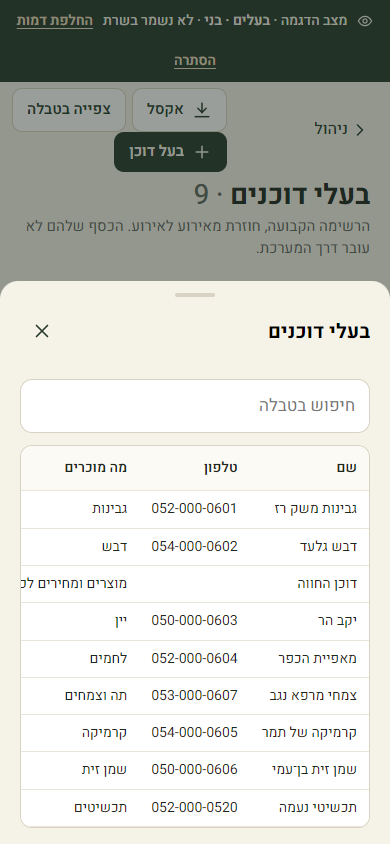 מצב הדגמה · בעלים · בני · לא נשמר בשרת החלפת דמות
הסתרה
ניהול
אקסל
צפייה בטבלה
בעל דוכן
בעלי דוכנים · 9
הרשימה הקבועה, חוזרת מאירוע לאירוע. הכסף שלהם לא
עובר דרך המערכת.
בעלי דוכנים
חיפוש בטבלה
שם טלפון מה מוכרים
גבינות משק רז 052-000-0601 גבינות
דבש גלעד 054-000-0602 דבש
דוכן החווה מוצרים ומחירים
יקב הר 050-000-0603 יין
מאפיית הכפר 052-000-0604 לחמים
צמחי מרפא נגב 053-000-0607 תה וצמחים
קרמיקה של תמר 054-000-0605 קרמיקה
שמן זית בן־עמי 050-000-0606 שמן זית
תכשיטי נעמה 052-000-0520 תכשיטים